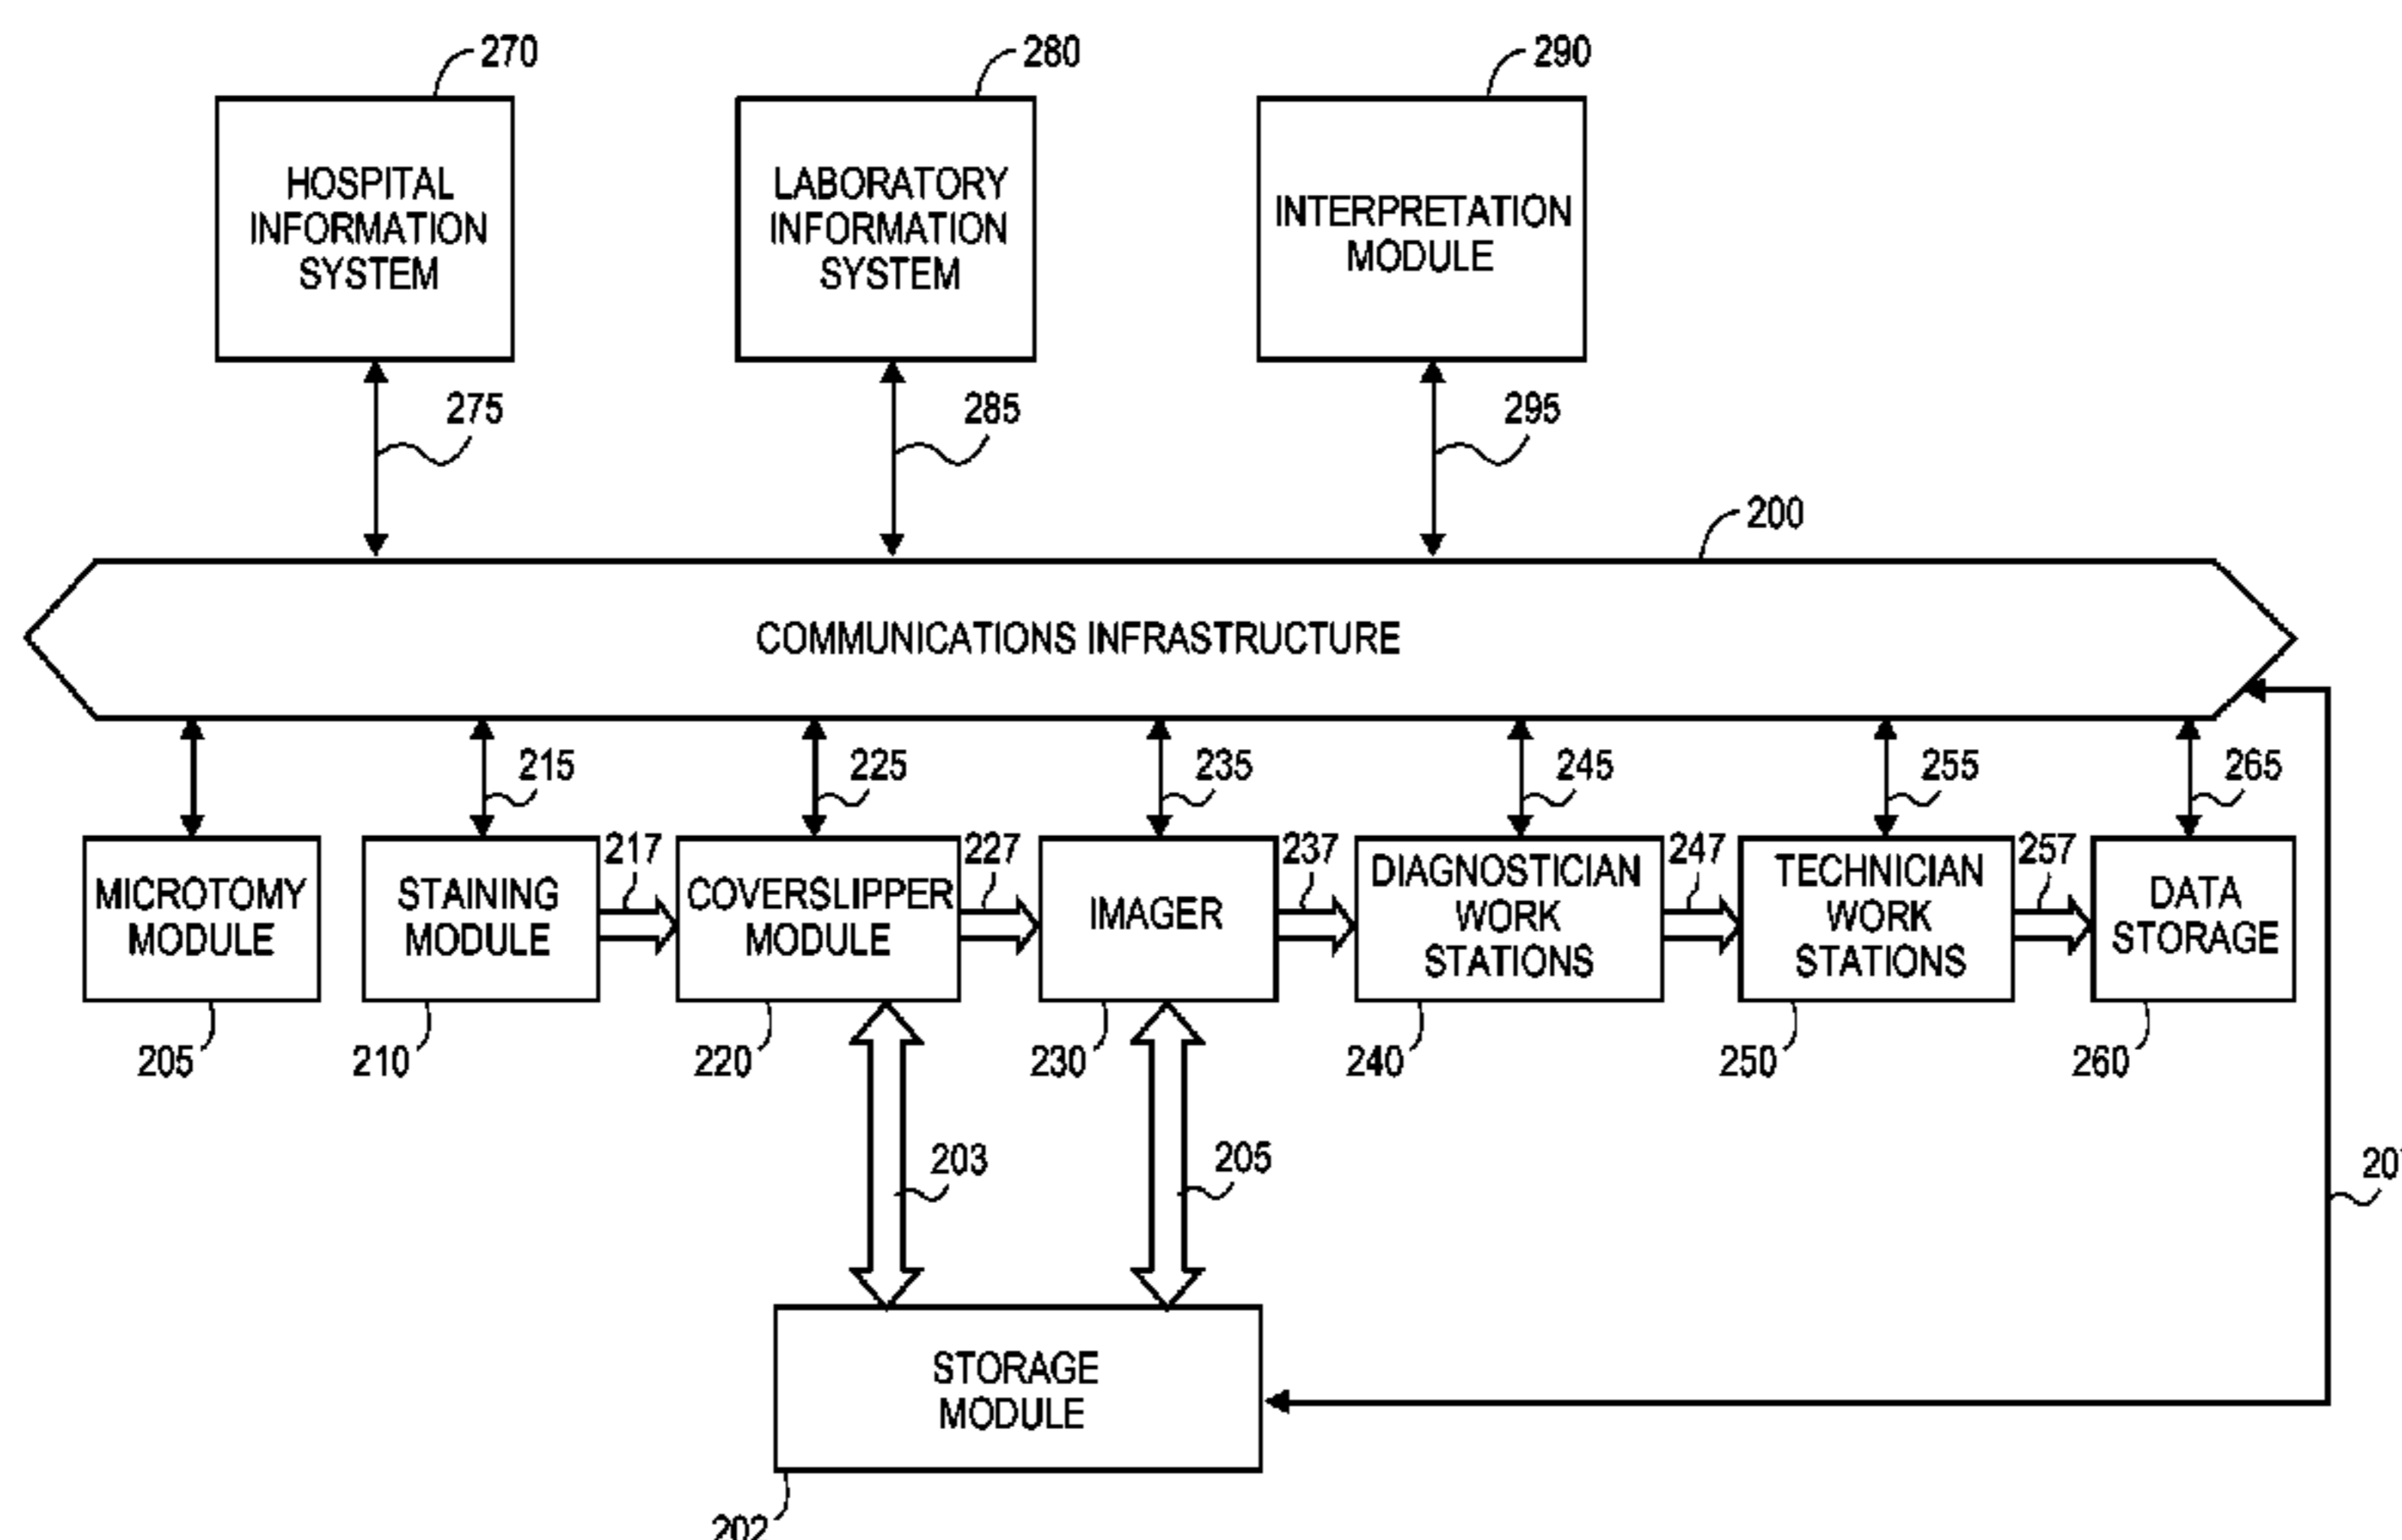 270
280
290
HOSPITAL
INFORMATION
SYSTEM
LABORATORY
INFORMATION
SYSTEM
INTERPRETATION
MODULE
275
285
295
200
COMMUNICATIONS INFRASTRUCTURE
215
225
235
245
255
265
MICROTOMY
MODULE
STAINING
MODULE
217
COVERSLIPPER
MODULE
227
IMAGER
237
DIAGNOSTICIAN
WORK
STATIONS
247
TECHNICIAN
WORK
STATIONS
257
DATA
STORAGE
205
210
220
230
240
250
260
203
205
STORAGE
MODULE
202